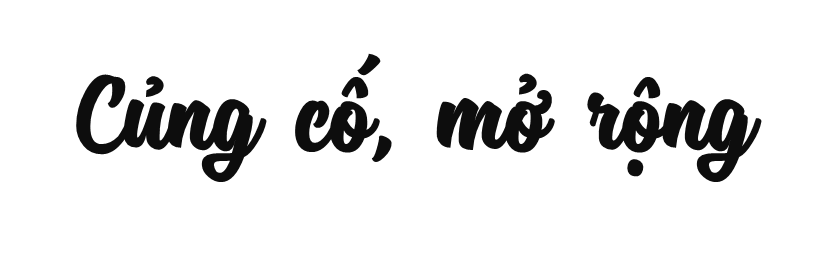 Củng cố, mở rộng